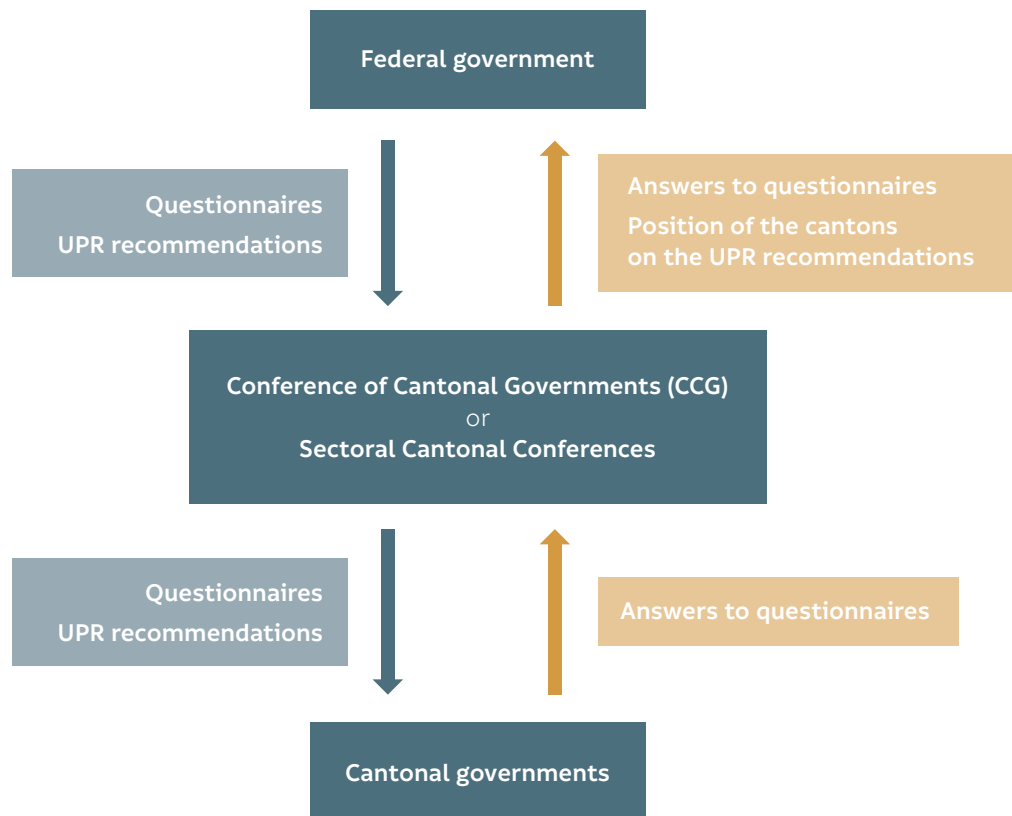 Federal government
Questionnaires
UPR recommendations
Answers to questionnaires
Position of the cantons
on the UPR recommendations
Conference of Cantonal Governments (CCG)
or
Sectoral Cantonal Conferences
Questionnaires
UPR recommendations
Answers to questionnaires
Cantonal governments